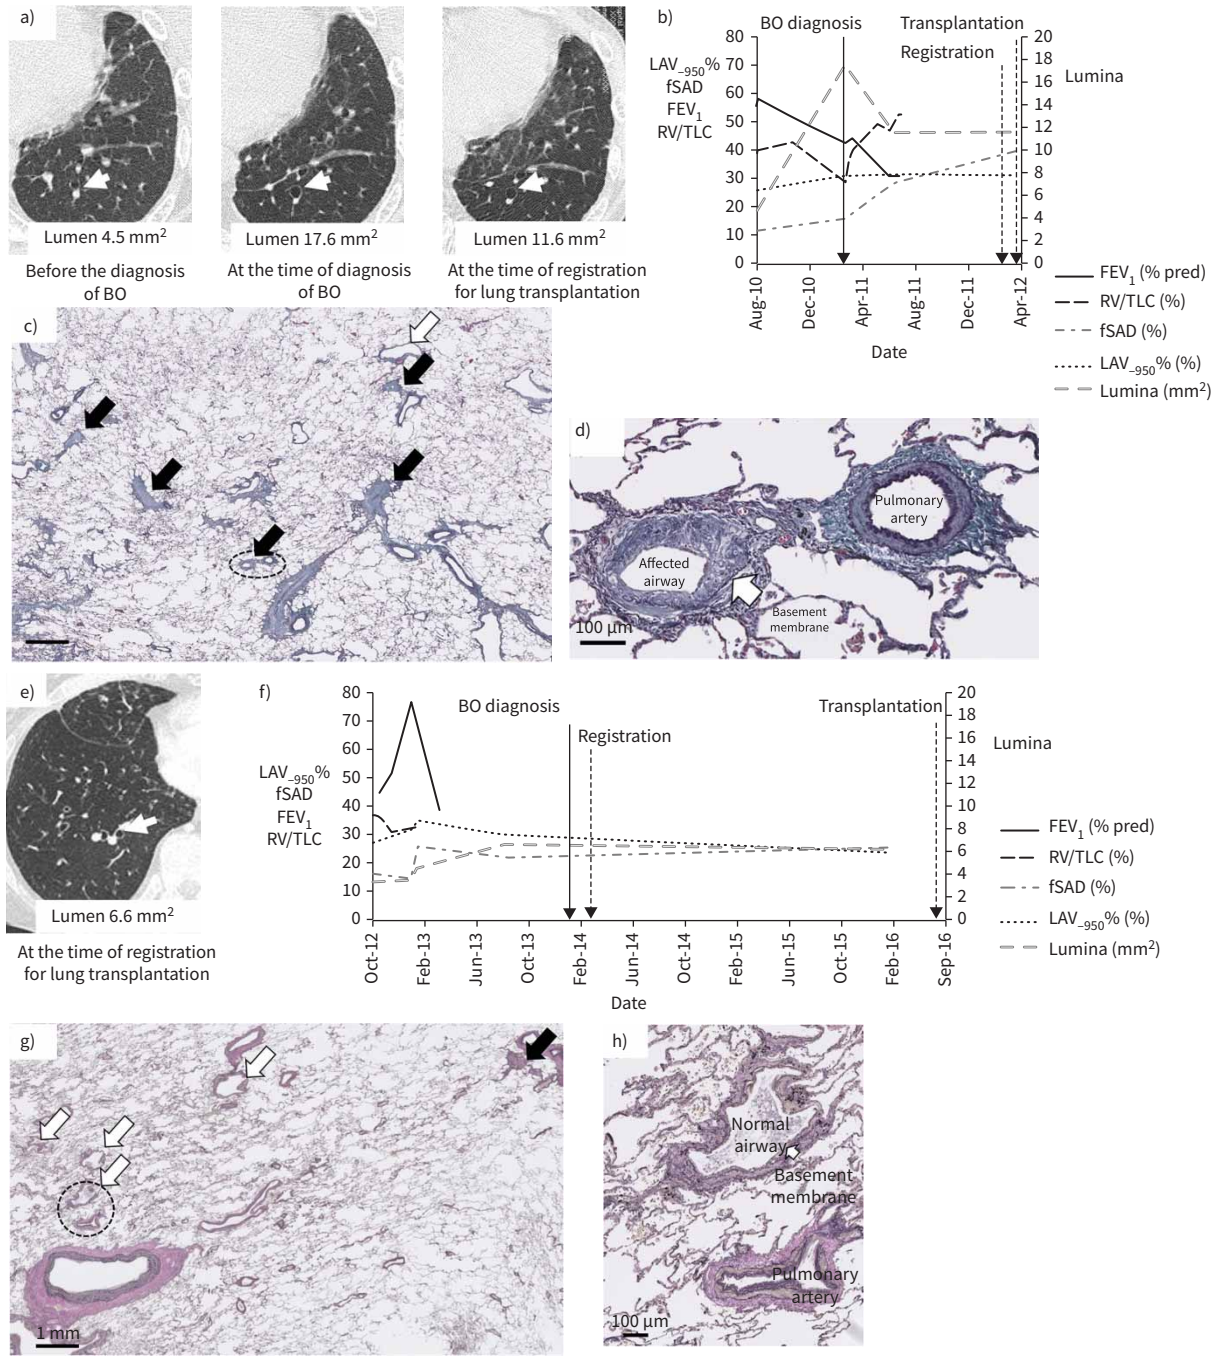 a)
Lumen 4.5 mm²
Before the diagnosis
of BO
Lumen 17.6 mm²
At the time of diagnosis
of BO
Lumen 11.6 mm²
At the time of registration
for lung transplantation
b)
BO diagnosis
Transplantation
Registration
LAV₋₉₅₀%
fSAD
FEV₁
RV/TLC
80
70
60
50
40
30
20
10
0
20
18
16
14
12
10
8
6
4
2
0
Lumina
Aug-10
Dec-10
Apr-11
Aug-11
Dec-11
Apr-12
Date
FEV₁ (% pred)
RV/TLC (%)
fSAD (%)
LAV₋₉₅₀% (%)
Lumina (mm²)
c)
d)
Pulmonary
artery
Affected
airway
Basement
membrane
100 µm
e)
Lumen 6.6 mm²
At the time of registration
for lung transplantation
f)
BO diagnosis
Registration
Transplantation
LAV₋₉₅₀%
fSAD
FEV₁
RV/TLC
80
70
60
50
40
30
20
10
0
20
18
16
14
12
10
8
6
4
2
0
Lumina
Oct-12
Feb-13
Jun-13
Oct-13
Feb-14
Jun-14
Oct-14
Feb-15
Jun-15
Oct-15
Feb-16
Sep-16
Date
FEV₁ (% pred)
RV/TLC (%)
fSAD (%)
LAV₋₉₅₀% (%)
Lumina (mm²)
g)
1 mm
h)
Normal
airway
Basement
membrane
Pulmonary
artery
100 µm